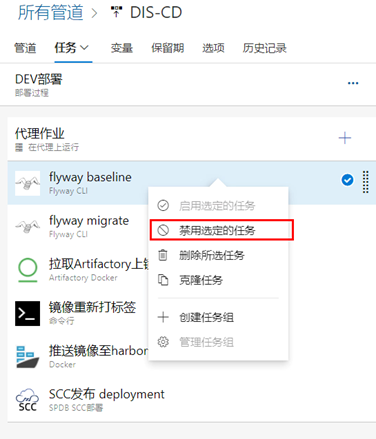 所有管道 > DIS-CD
管道 任务 变量 保留期 选项 历史记录
DEV部署
部署过程
代理作业
在代理上运行
flyway baseline
Flyway CLI
启用选定的任务
禁用选定的任务
删除所选任务
克隆任务
创建任务组
管理任务组
flyway migrate
Flyway CLI
拉取Artifactory上
Artifactory Docker
镜像重新打标签
命令行
推送镜像至harbor
Docker
SCC发布 deployment
SPDB SCC部署
SCC